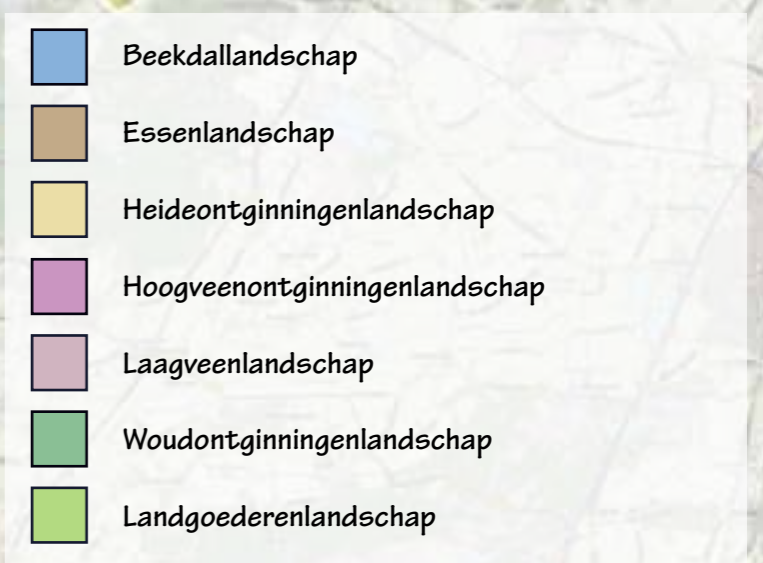 Beekdallandschap
Essenlandschap
Heideontginningenlandschap
Hoogveenontginningenlandschap
Laagveenlandschap
Woudontginningenlandschap
Landgoederenlandschap